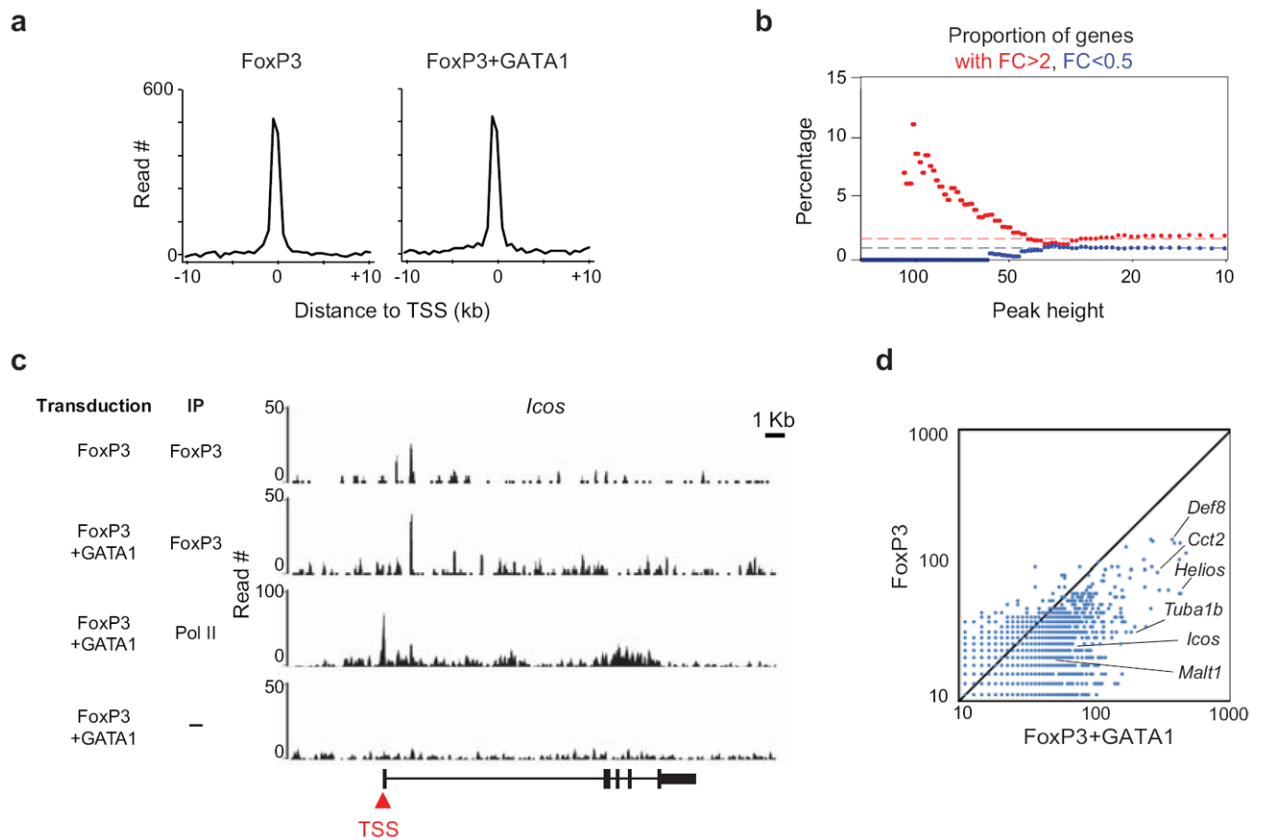 a
FoxP3
FoxP3+GATA1
600
Read #
0
-10 0 +10
-10 0 +10
Distance to TSS (kb)
b
Proportion of genes
with FC>2, FC<0.5
15
10
5
0
Percentage
100 50 20 10
Peak height
c
Transduction IP
Icos
1 Kb
50
FoxP3 FoxP3
0
50
FoxP3
+GATA1
FoxP3
0
Read #
100
FoxP3
+GATA1
Pol II
0
50
FoxP3
+GATA1
–
0
TSS
d
1000
100
10
FoxP3
Def8
Cct2
Helios
Tuba1b
Icos
Malt1
10 100 1000
FoxP3+GATA1